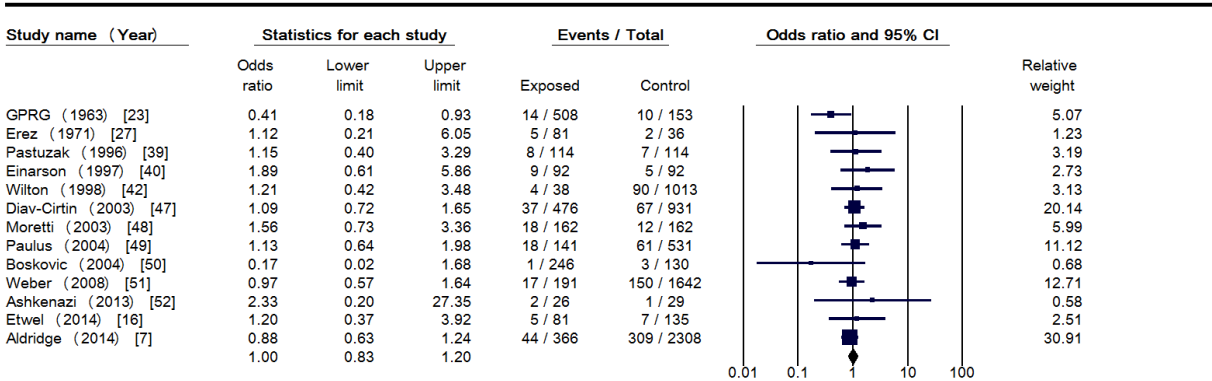 Study name (Year) Statistics for each study Events / Total Odds ratio and 95% CI
Odds Lower Upper Relative
ratio limit limit Exposed Control weight
GPRG (1963) [23] 0.41 0.18 0.93 14 / 508 10 / 153 5.07
Erez (1971) [27] 1.12 0.21 6.05 5 / 81 2 / 36 1.23
Pastuzak (1996) [39] 1.15 0.40 3.29 8 / 114 7 / 114 3.19
Einarson (1997) [40] 1.89 0.61 5.86 9 / 92 5 / 92 2.73
Wilton (1998) [42] 1.21 0.42 3.48 4 / 38 90 / 1013 3.13
Diav-Cirtin (2003) [47] 1.09 0.72 1.65 37 / 476 67 / 931 20.14
Moretti (2003) [48] 1.56 0.73 3.36 18 / 162 12 / 162 5.99
Paulus (2004) [49] 1.13 0.64 1.98 18 / 141 61 / 531 11.12
Boskovic (2004) [50] 0.17 0.02 1.68 1 / 246 3 / 130 0.68
Weber (2008) [51] 0.97 0.57 1.64 17 / 191 150 / 1642 12.71
Ashkenazi (2013) [52] 2.33 0.20 27.35 2 / 26 1 / 29 0.58
Etwel (2014) [16] 1.20 0.37 3.92 5 / 81 7 / 135 2.51
Aldridge (2014) [7] 0.88 0.63 1.24 44 / 366 309 / 2308 30.91
1.00 0.83 1.20
0.01 0.1 1 10 100